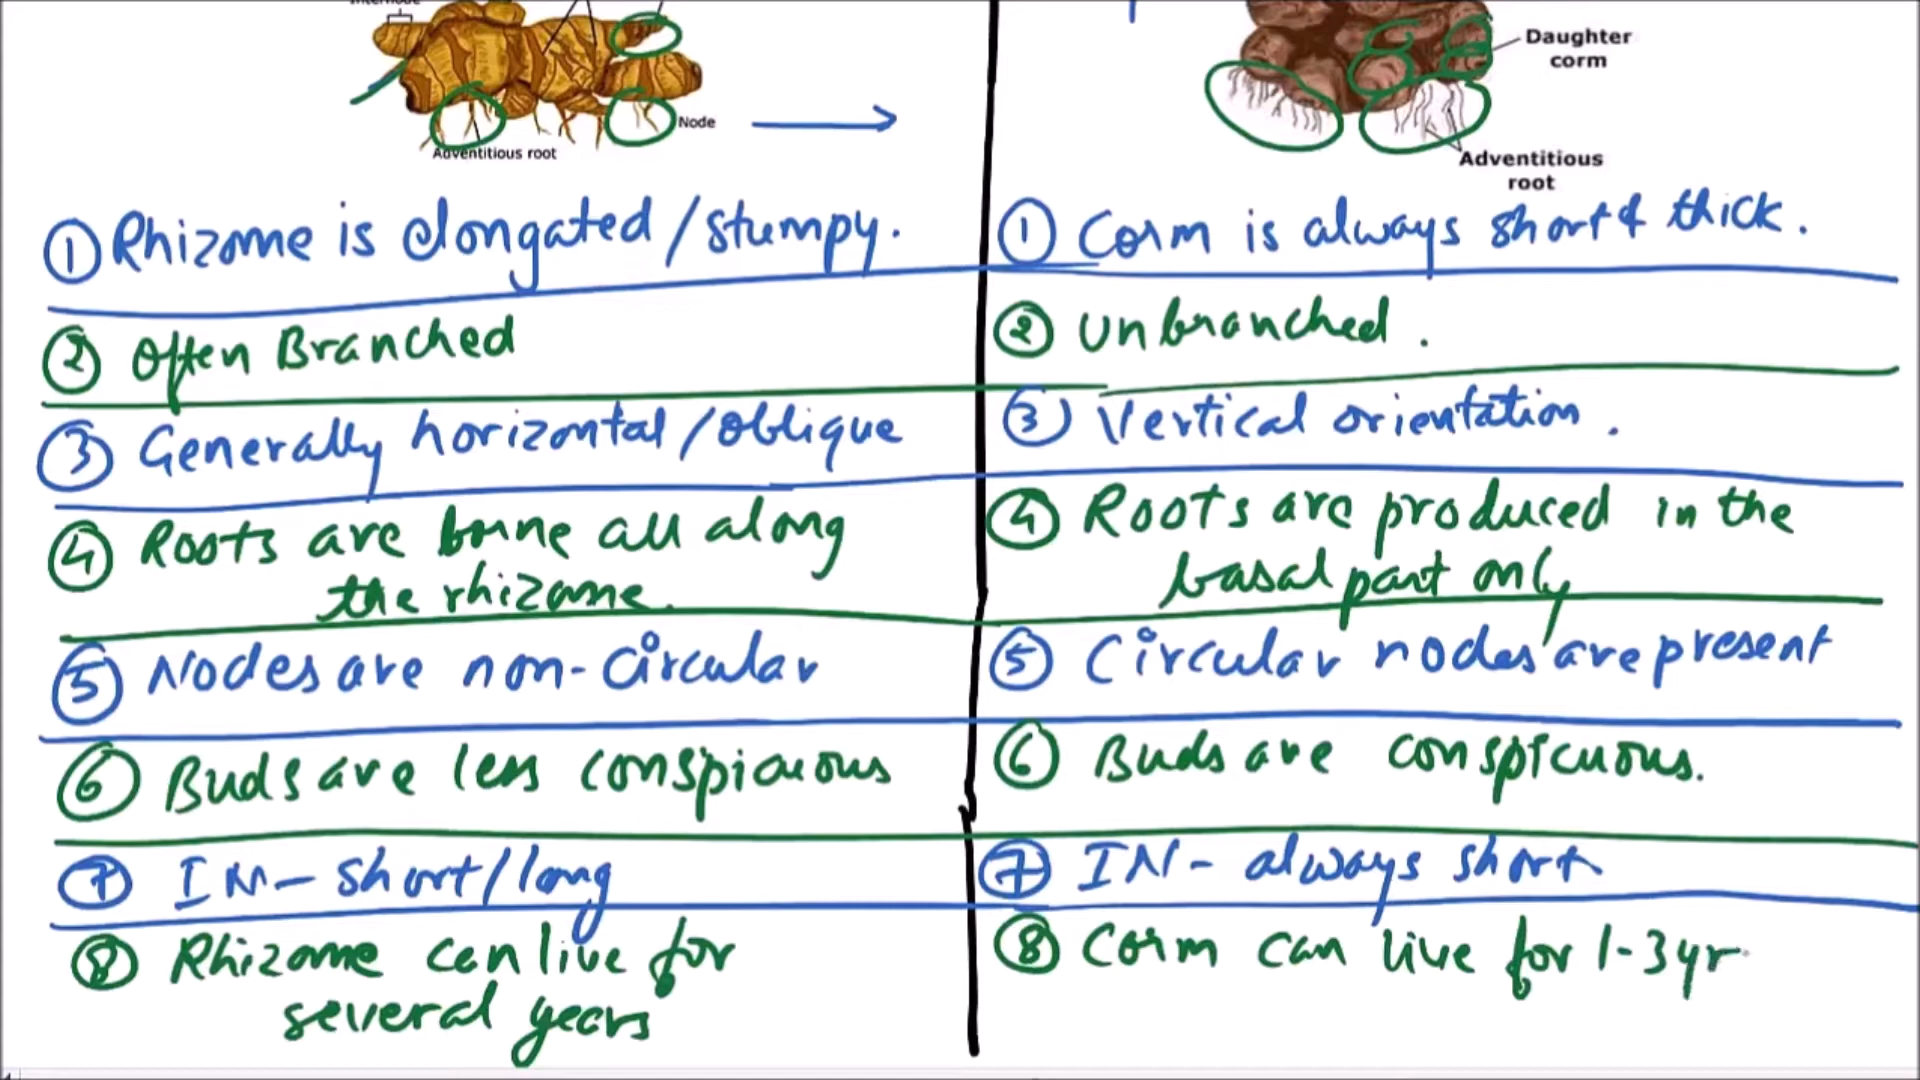 Node
Adventitious root
Daughter
corm
Adventitious
root
① Rhizome is elongated / stumpy.
② Often Branched
③ Generally horizontal / oblique
④ Roots are borne all along
the rhizome.
⑤ Nodes are non-circular
⑥ Buds are less conspicuous
⑦ IN - short/long
⑧ Rhizome can live for
several years
① Corm is always short & thick.
② Unbranched.
③ Vertical orientation.
④ Roots are produced in the
basal part only
⑤ Circular nodes are present
⑥ Buds are conspicuous.
⑦ IN - always short
⑧ Corm can live for 1-3yr